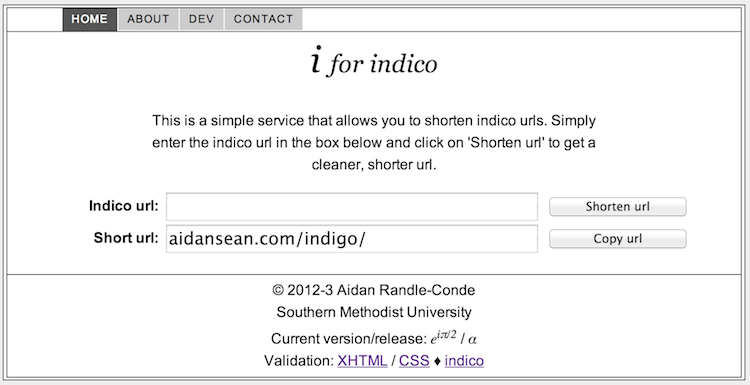 HOME ABOUT DEV CONTACT
i for indico
This is a simple service that allows you to shorten indico urls. Simply
enter the indico url in the box below and click on 'Shorten url' to get a
cleaner, shorter url.
Indico url: Shorten url
Short url: aidansean.com/indigo/ Copy url
© 2012-3 Aidan Randle-Conde
Southern Methodist University
Current version/release: e^iπ/2 / α
Validation: XHTML / CSS ♦ indico